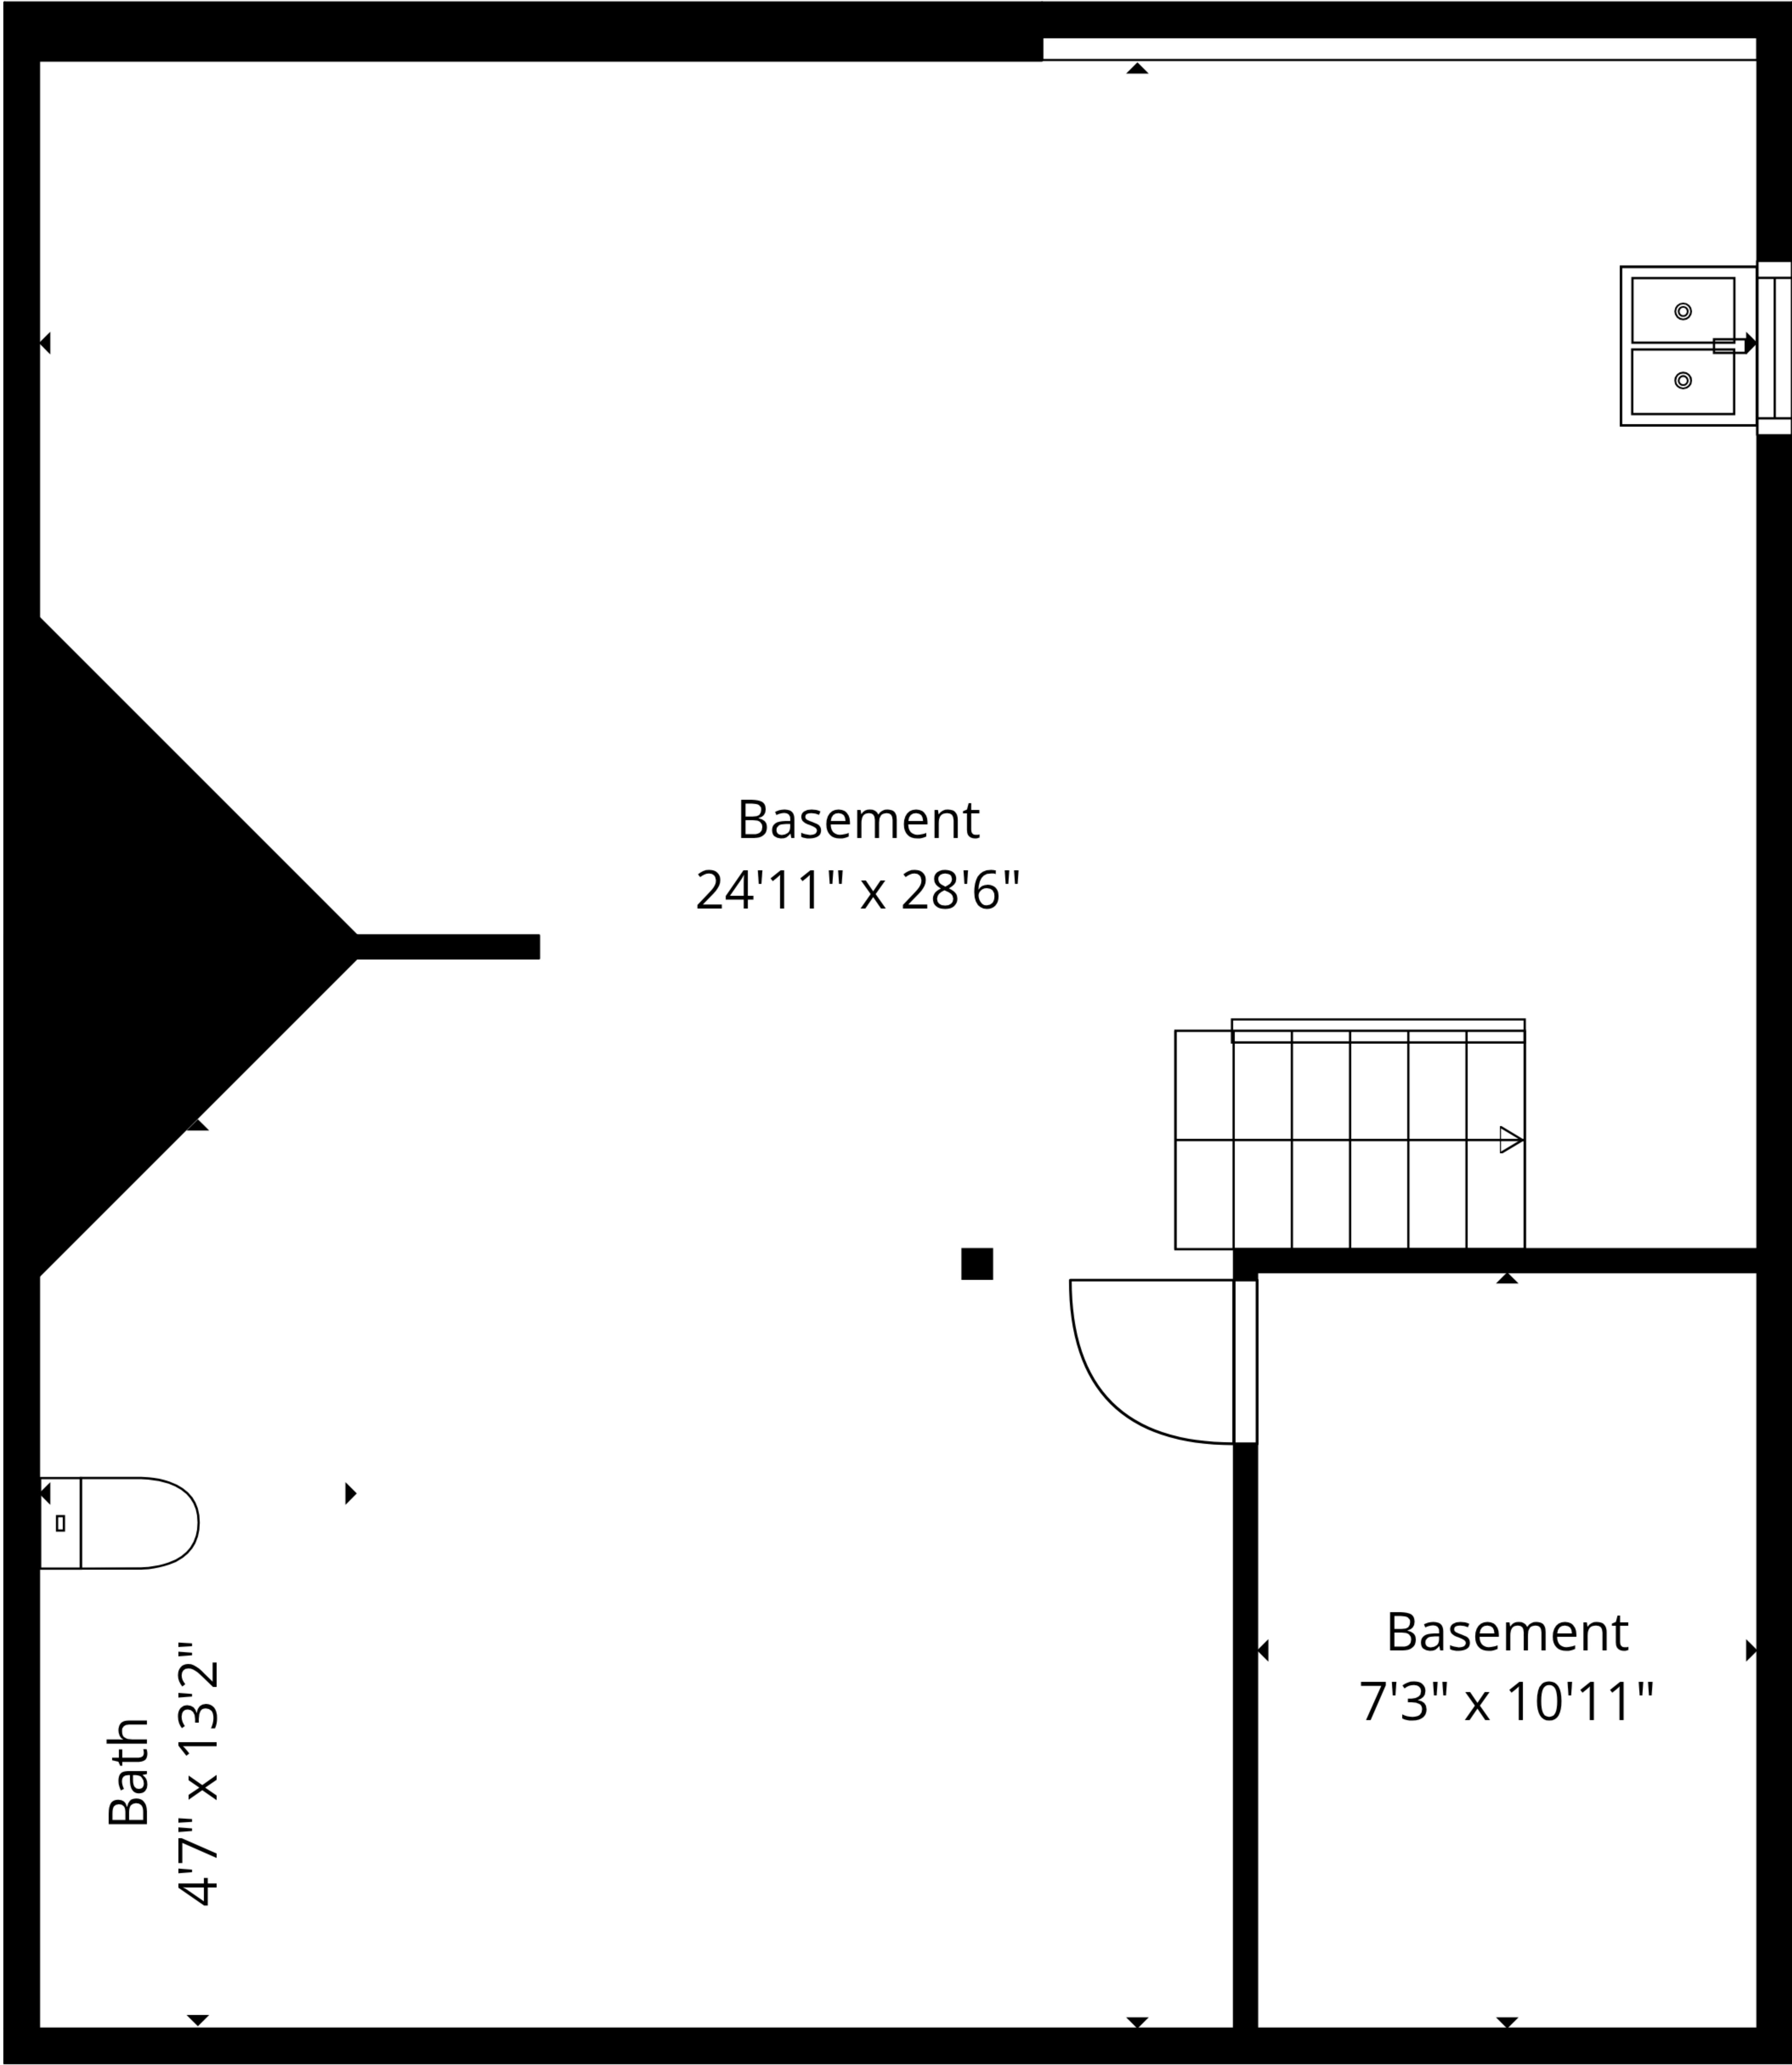 Basement
24'11" x 28'6"
Basement
7'3" x 10'11"
Bath
4'7" x 13'2"